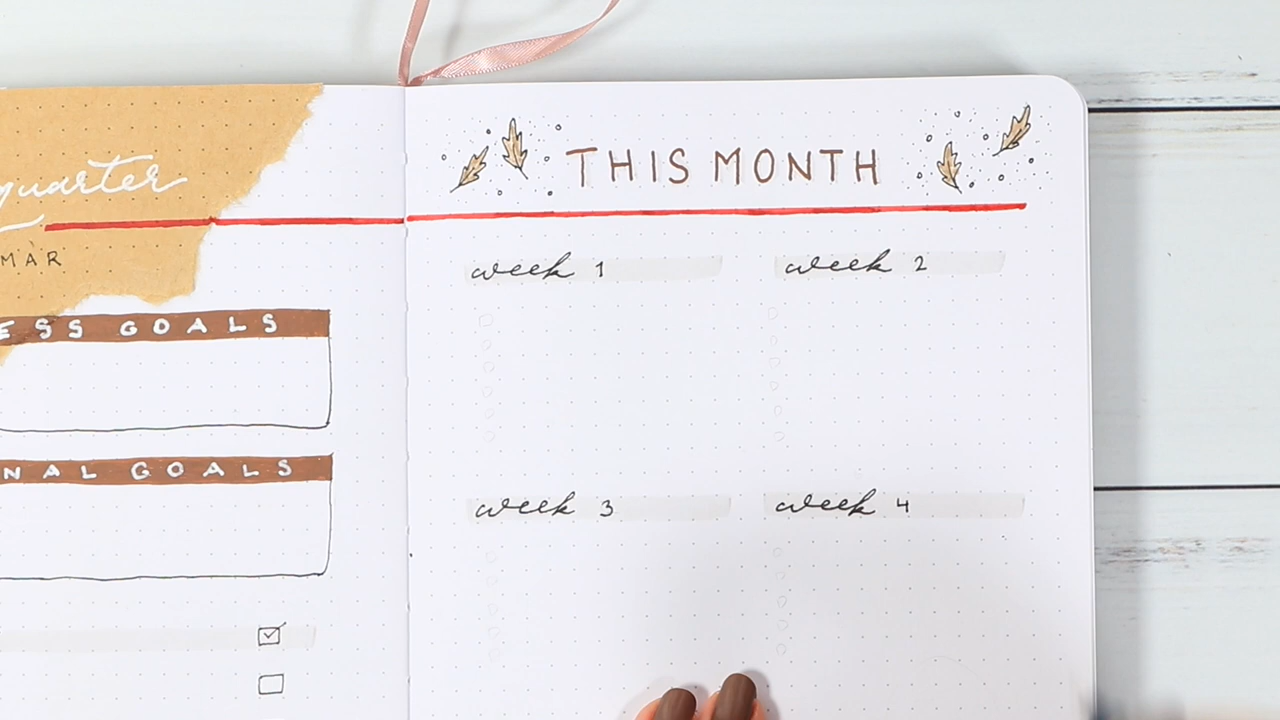 quarter
MAR
ESS GOALS
NAL GOALS
THIS MONTH
week 1
week 2
week 3
week 4